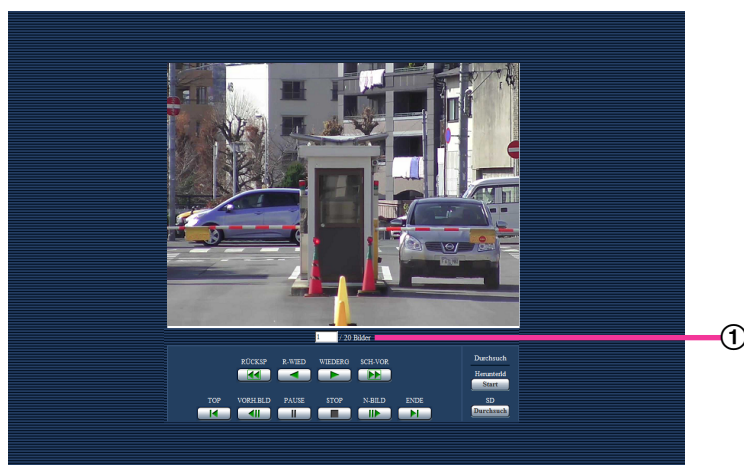 1 / 20 Bilder
①
RÜCKSP R-WIED WIEDERG SCH-VOR
TOP VORH.BLD PAUSE STOP N-BILD ENDE
Durchsuch
Herunterld
Start
SD
Durchsuch